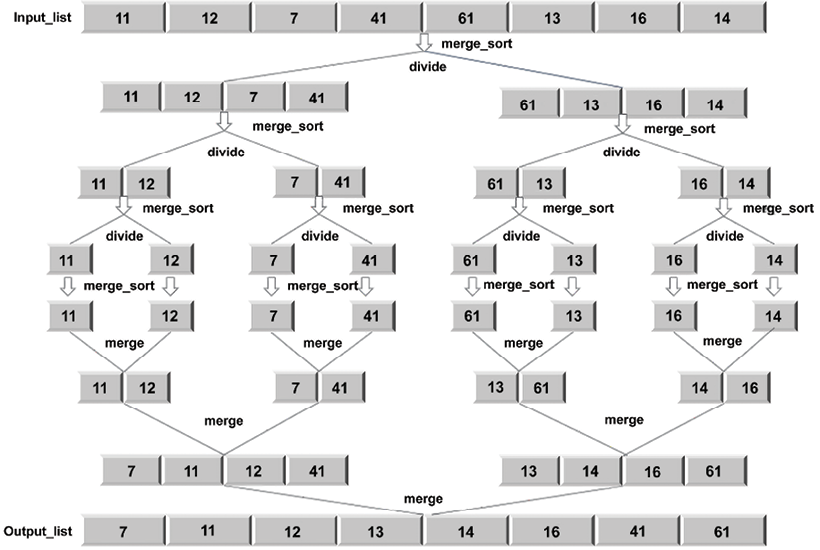 Input_list 11 12 7 41 61 13 16 14
merge_sort
divide
11 12 7 41 61 13 16 14
merge_sort merge_sort
divide divide
11 12 7 41 61 13 16 14
merge_sort merge_sort merge_sort merge_sort
divide divide divide divide
11 12 7 41 61 13 16 14
merge_sort merge_sort merge_sort merge_sort
11 12 7 41 61 13 16 14
merge merge merge merge
11 12 7 41 13 61 14 16
merge merge
7 11 12 41 13 14 16 61
merge
Output_list 7 11 12 13 14 16 41 61